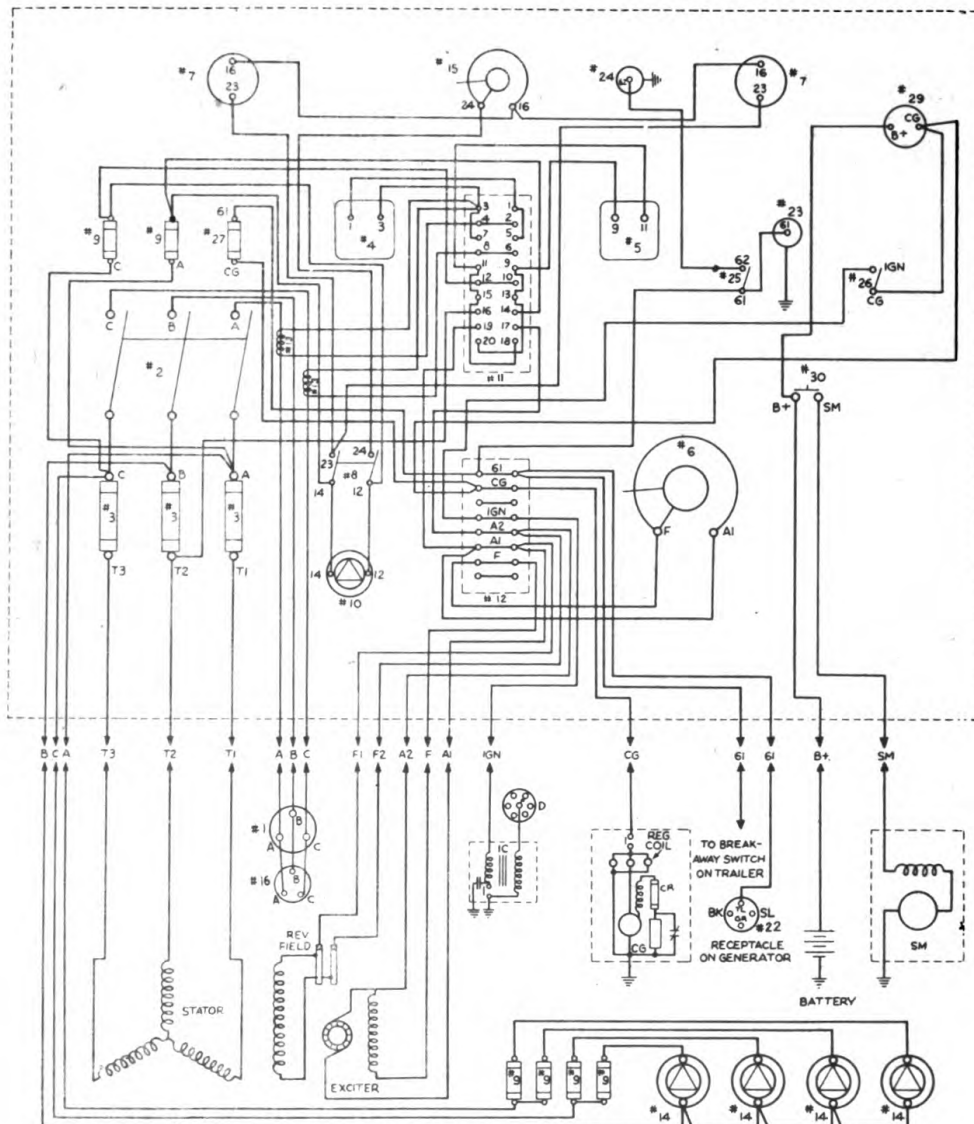 #7 16 23
#15 24 16
#24 62
16 23 #7
#29 B+ CG
#9 C
#9 A
61 #27 CG
1 3 #4
3 1
4 2
7 5
8 6
11 9
12 10
15 13
16 14
19 17
20 18
#11
9 11 #5
#23 61
62 #25 61
IGN #26 CG
C B A
#2
#13
#13
#30
B+ SM
23 24
#8
14 12
14 12
#10
61
CG
IGN
A2
A1
F
#12
#6
F A1
C B A
#3 #3 #3
T3 T2 T1
B C A T3 T2 T1 A B C F1 F2 A2 F A1 IGN CG 61 61 B+. SM
#1 B A C
#16 B A C
REV FIELD
STATOR
EXCITER
D
IC
REG COIL
CR
CG
TO BREAK-
AWAY SWITCH
ON TRAILER
BK TL SL
GR
#22
RECEPTACLE
ON GENERATOR
BATTERY
SM
#9 #9 #9 #9
#14 #14 #14 #14